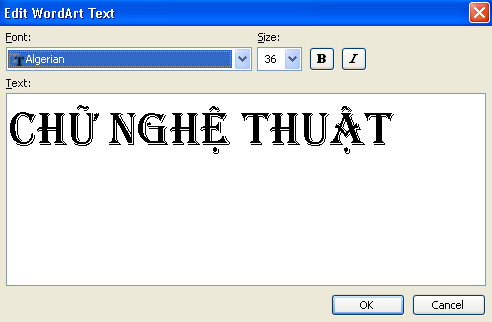 Edit WordArt Text
Font: Size:
Algerian 36 B I
Text:
CHỮ NGHỆ THUẬT
OK Cancel